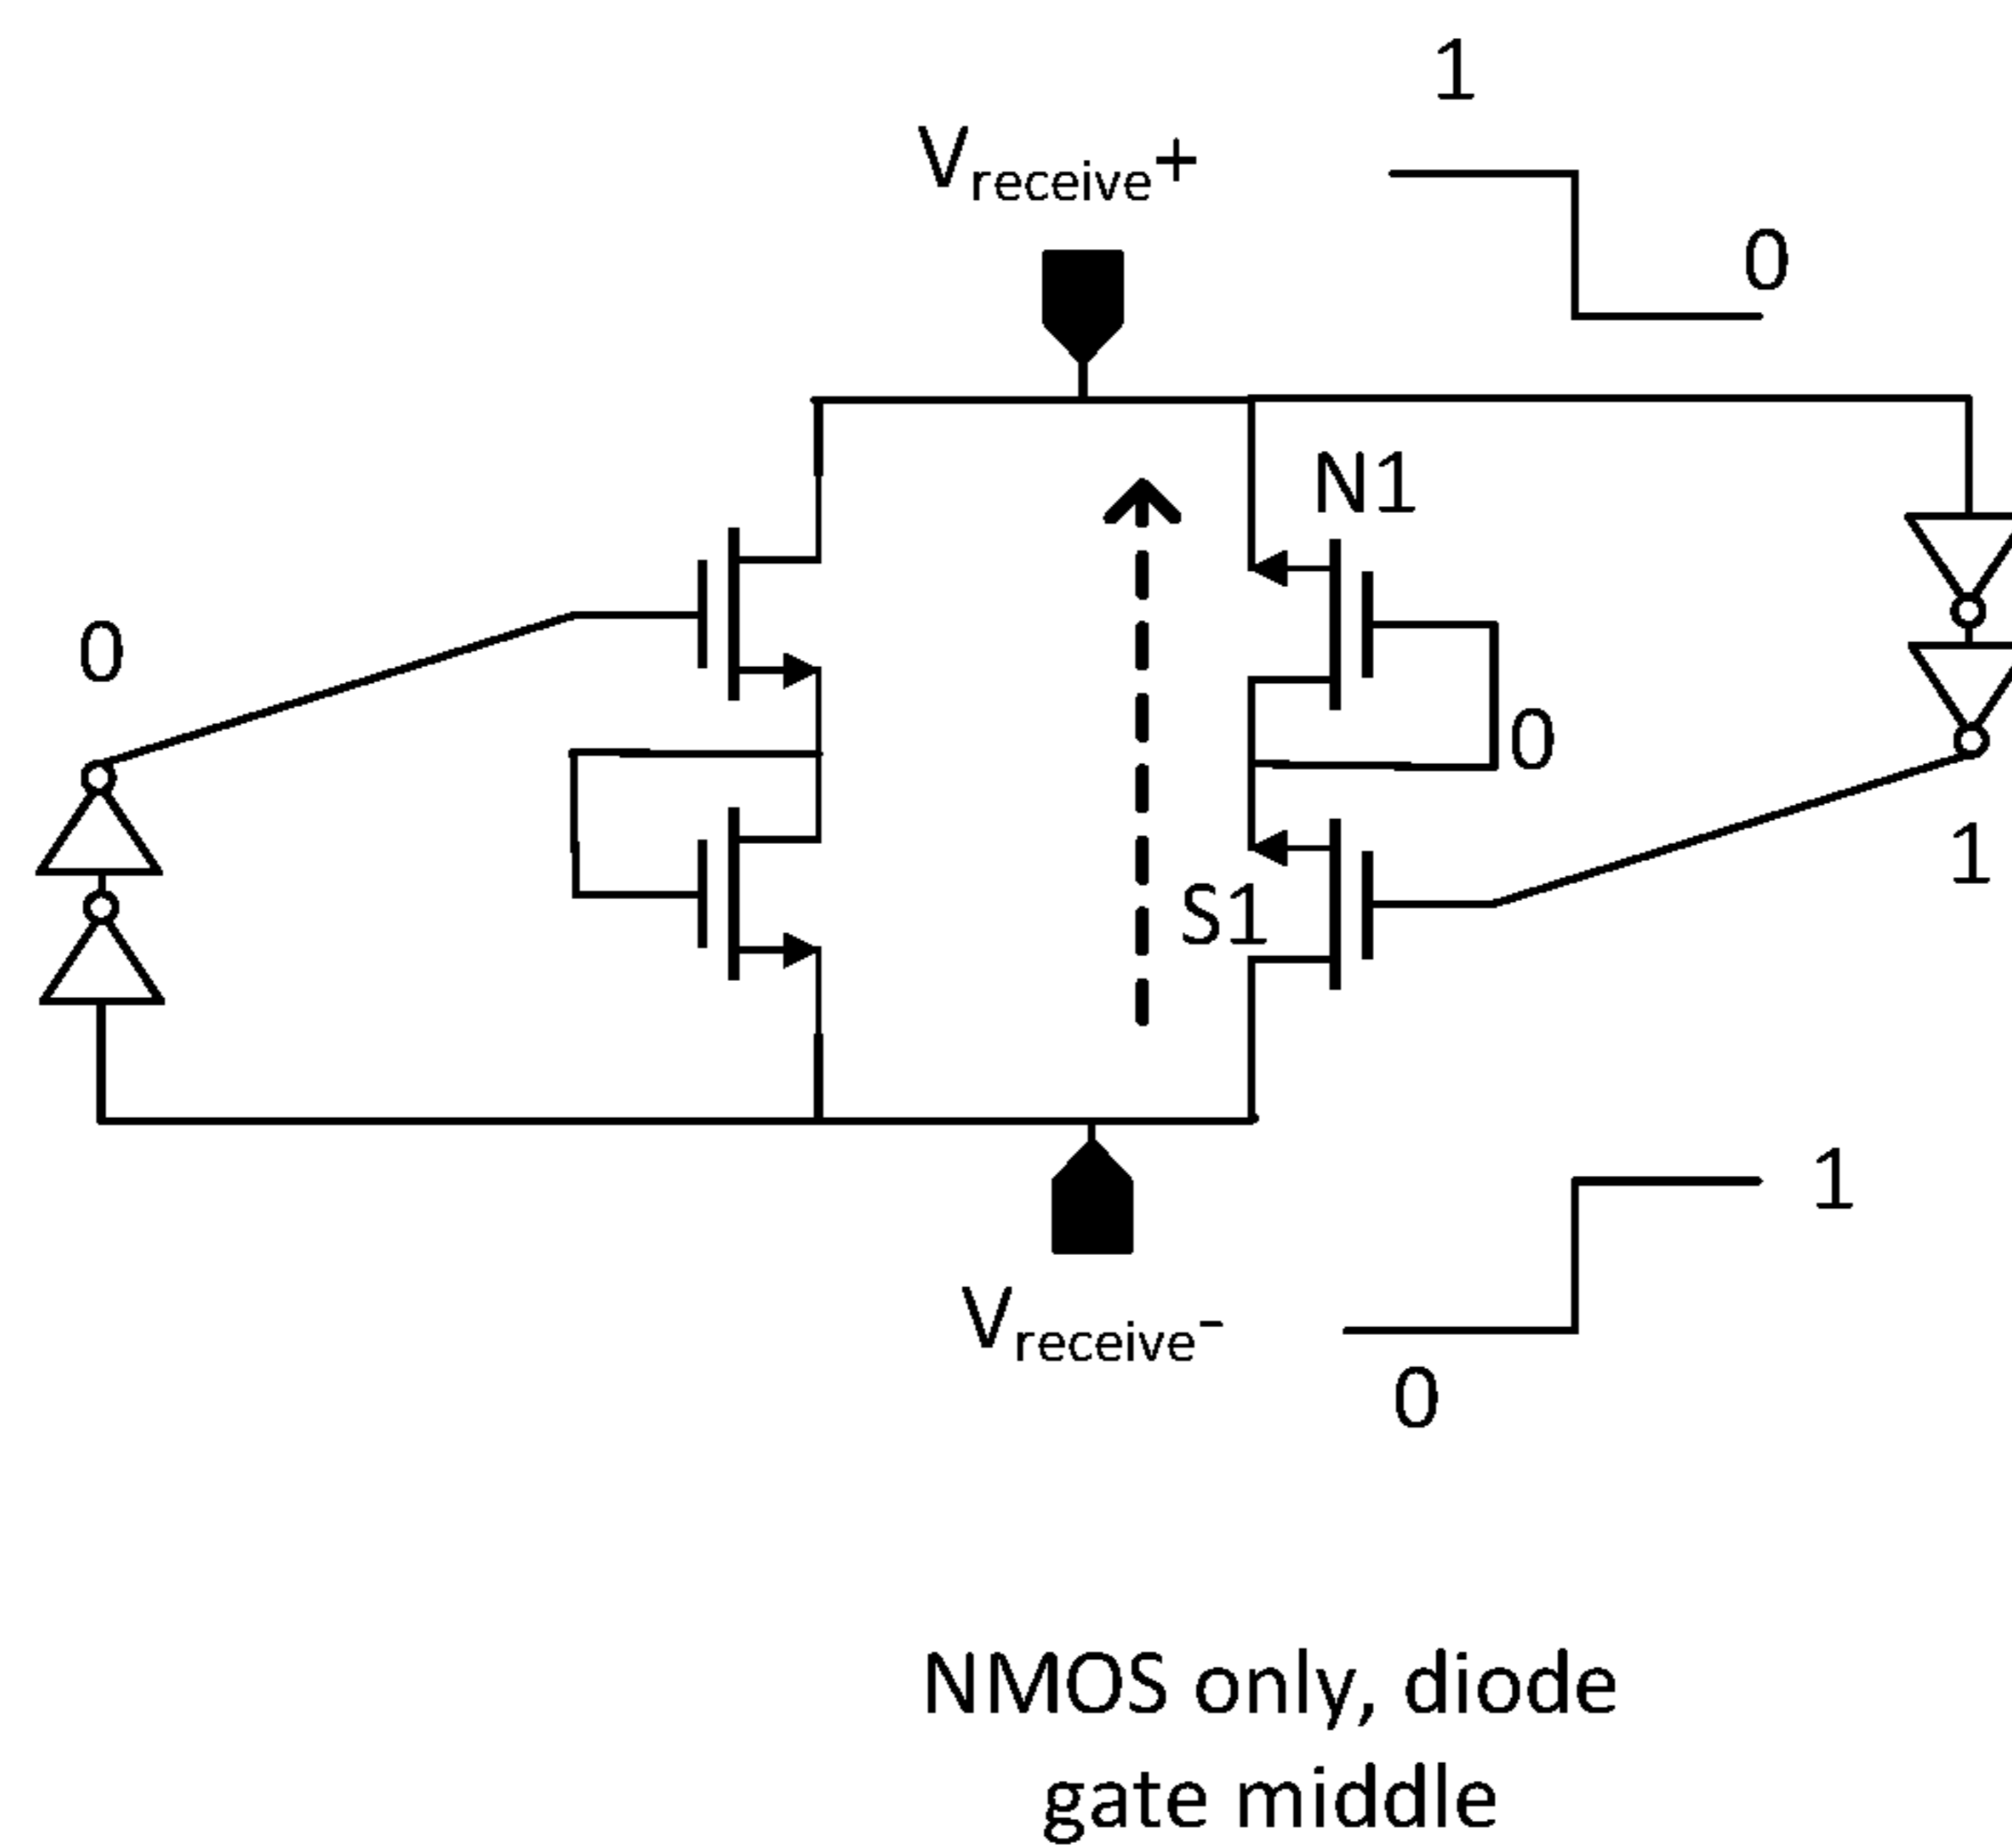 1
Vreceive+
0
N1
0
0
1
S1
1
Vreceive-
0
NMOS only, diode
gate middle